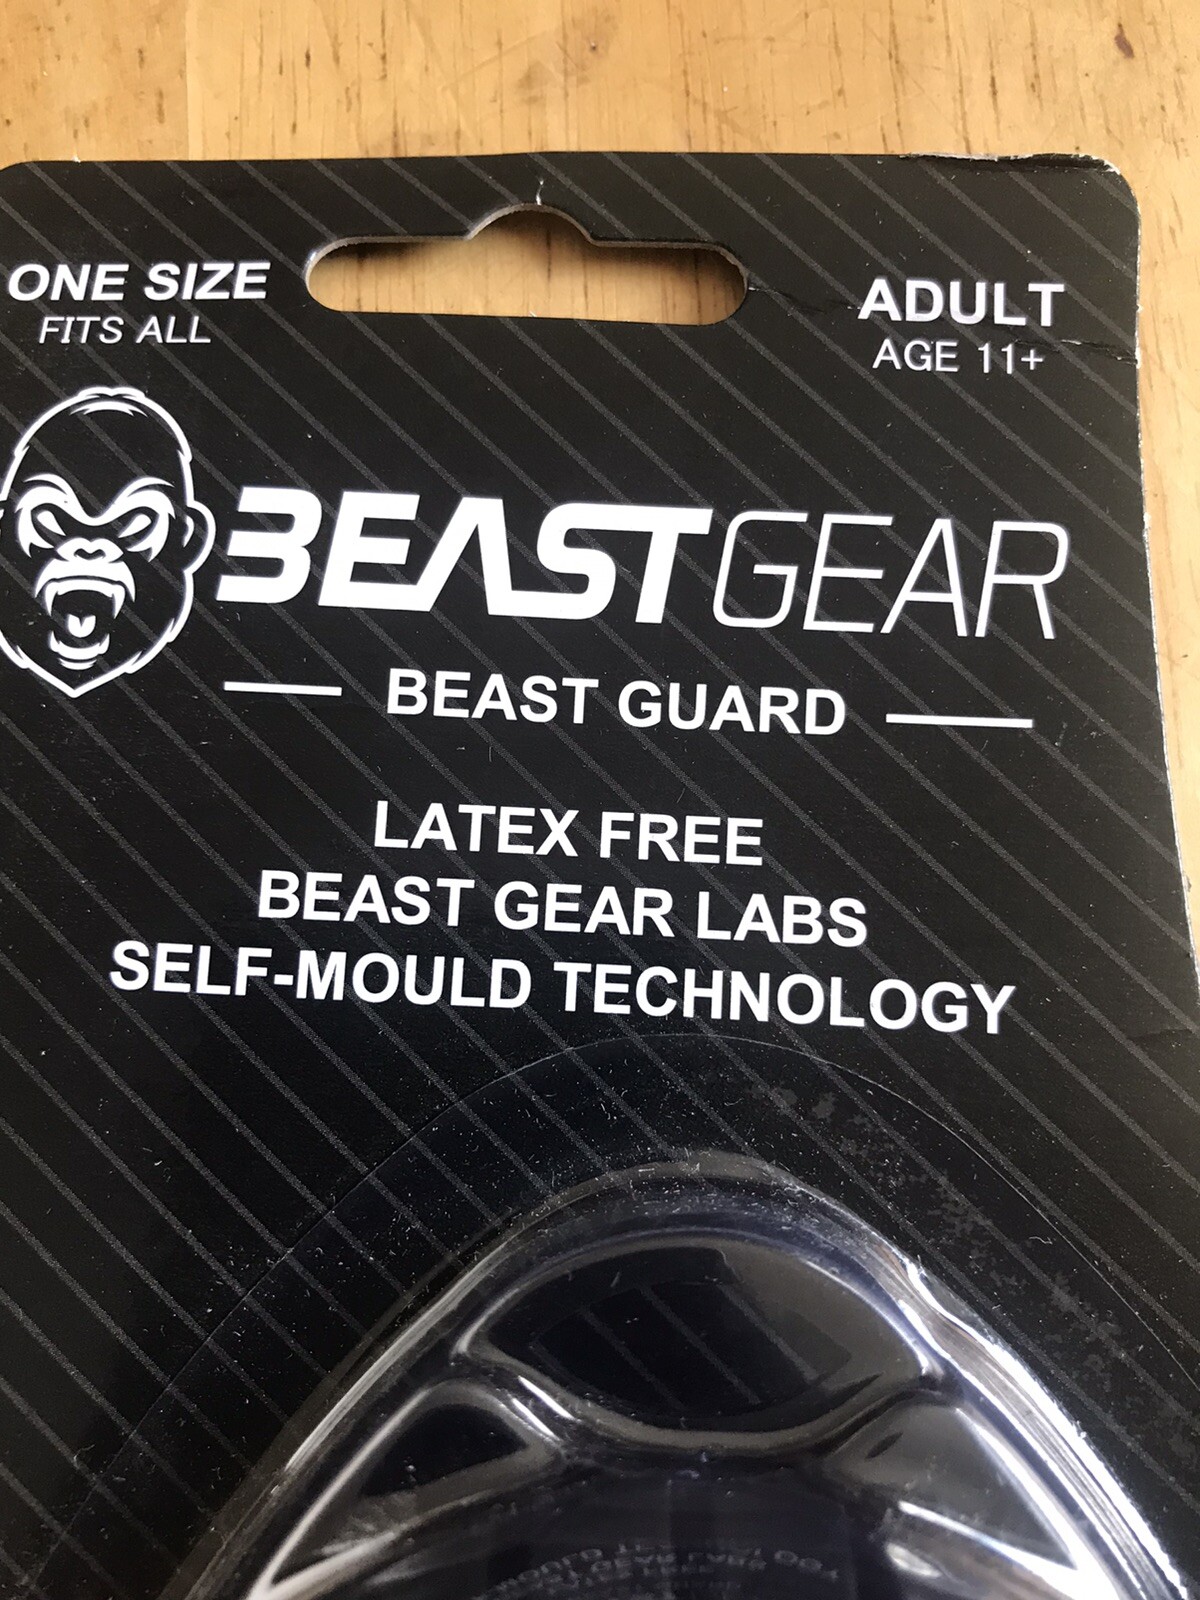 ONE SIZE
FITS ALL
ADULT
AGE 11+
BEASTGEAR
BEAST GUARD
LATEX FREE
BEAST GEAR LABS
SELF-MOULD TECHNOLOGY